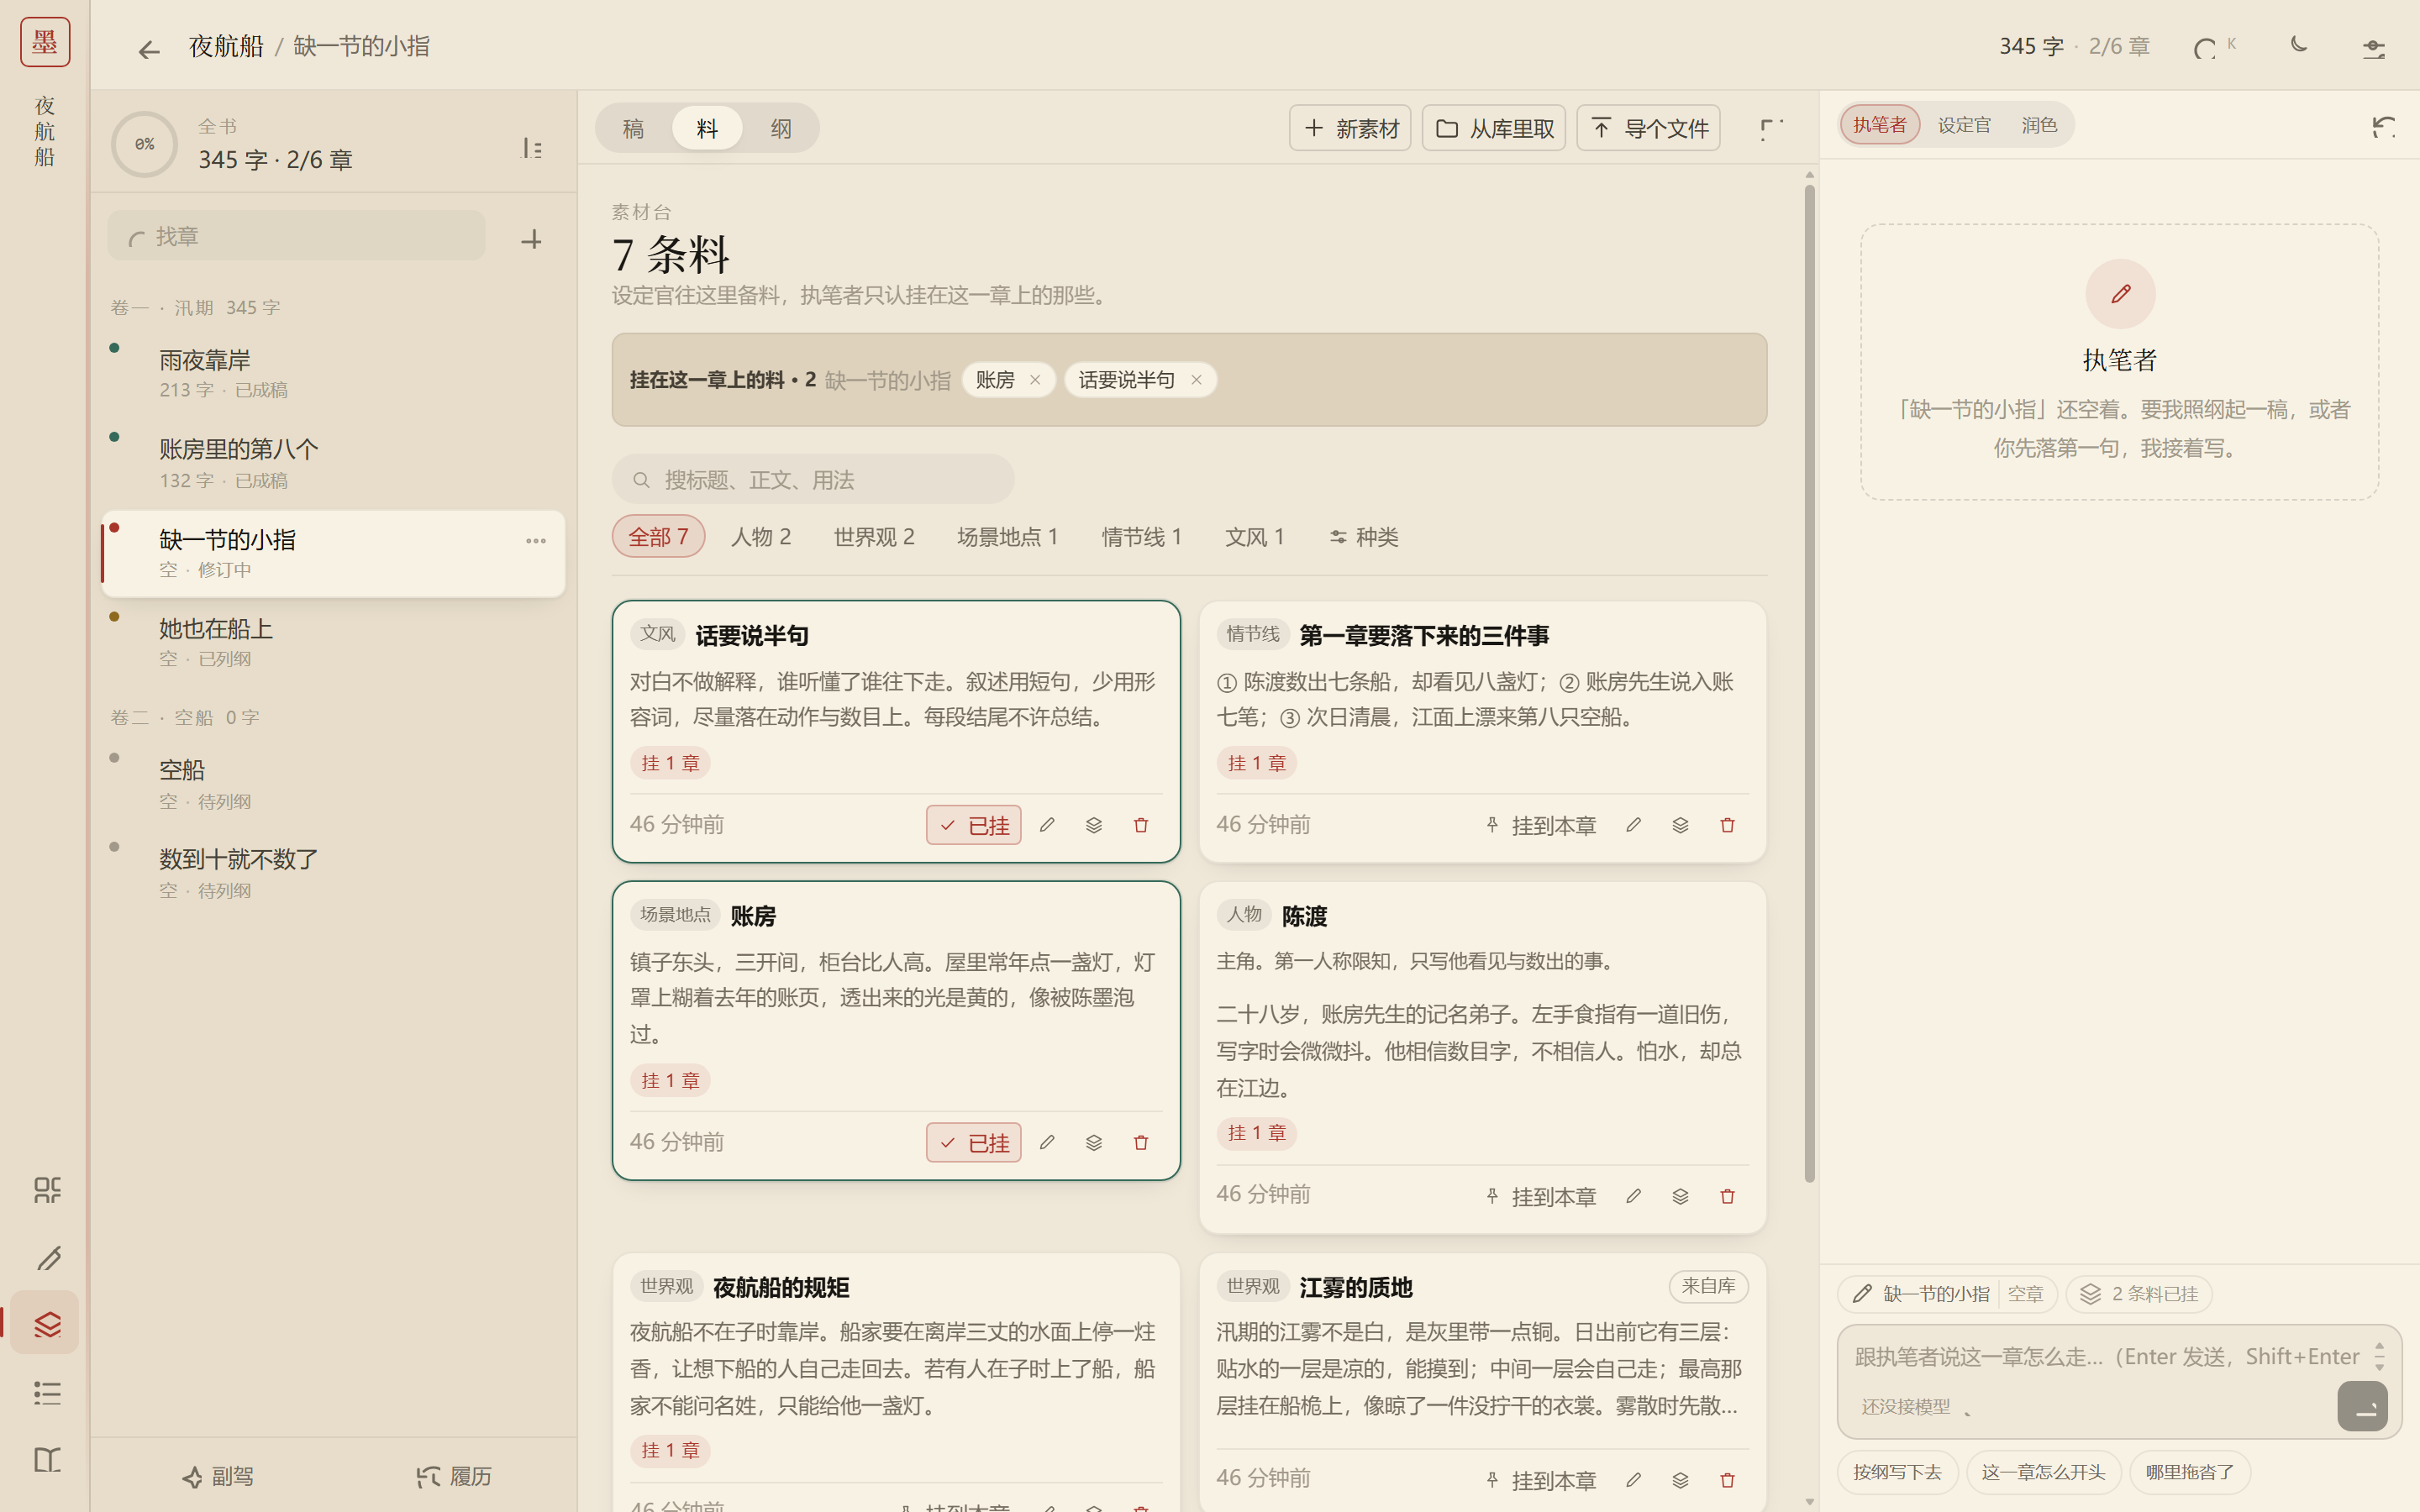 墨
夜航船
夜航船 / 缺一节的小指
345 字 · 2/6 章
K
0%
全书
345 字 · 2/6 章
找章
卷一 · 汛期 345 字
雨夜靠岸
213 字 · 已成稿
账房里的第八个
132 字 · 已成稿
缺一节的小指
空 · 修订中
她也在船上
空 · 已列纲
卷二 · 空船 0 字
空船
空 · 待列纲
数到十就不数了
空 · 待列纲
副驾
履历
稿 料 纲
新素材
从库里取
导个文件
素材台
7 条料
设定官往这里备料，执笔者只认挂在这一章上的那些。
挂在这一章上的料 • 2 缺一节的小指 账房 × 话要说半句 ×
搜标题、正文、用法
全部 7 人物 2 世界观 2 场景地点 1 情节线 1 文风 1 种类
文风 话要说半句
对白不做解释，谁听懂了谁往下走。叙述用短句，少用形
容词，尽量落在动作与数目上。每段结尾不许总结。
挂 1 章
46 分钟前 已挂
情节线 第一章要落下来的三件事
① 陈渡数出七条船，却看见八盏灯；② 账房先生说入账
七笔；③ 次日清晨，江面上漂来第八只空船。
挂 1 章
46 分钟前 挂到本章
场景地点 账房
镇子东头，三开间，柜台比人高。屋里常年点一盏灯，灯
罩上糊着去年的账页，透出来的光是黄的，像被陈墨泡
过。
挂 1 章
46 分钟前 已挂
人物 陈渡
主角。第一人称限知，只写他看见与数出的事。
二十八岁，账房先生的记名弟子。左手食指有一道旧伤，
写字时会微微抖。他相信数目字，不相信人。怕水，却总
在江边。
挂 1 章
46 分钟前 挂到本章
世界观 夜航船的规矩
夜航船不在子时靠岸。船家要在离岸三丈的水面上停一炷
香，让想下船的人自己走回去。若有人在子时上了船，船
家不能问名姓，只能给他一盏灯。
挂 1 章
46 分钟前 挂到本章
世界观 江雾的质地 来自库
汛期的江雾不是白，是灰里带一点铜。日出前它有三层：
贴水的一层是凉的，能摸到；中间一层会自己走；最高那
层挂在船桅上，像晾了一件没拧干的衣裳。雾散时先散…
46 分钟前 挂到本章
执笔者 设定官 润色
执笔者
「缺一节的小指」还空着。要我照纲起一稿，或者
你先落第一句，我接着写。
缺一节的小指 空章
2 条料已挂
跟执笔者说这一章怎么走…（Enter 发送，Shift+Enter
还没接模型
按纲写下去 这一章怎么开头 哪里拖沓了